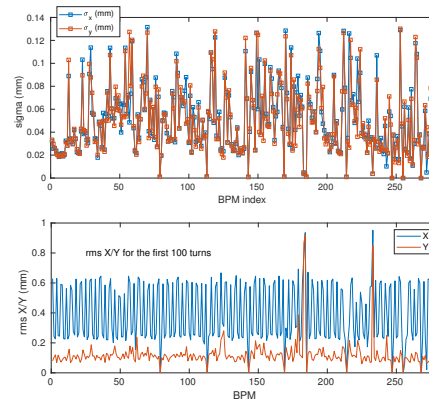 0.14
σx (mm)
σy (mm)
0.12
0.1
0.08
0.06
0.04
0.02
0
sigma (mm)
0 50 100 150 200 250
BPM index
1
X
Y
rms X/Y for the first 100 turns
0.8
0.6
0.4
0.2
0
rms X/Y (mm)
0 50 100 150 200 250
BPM